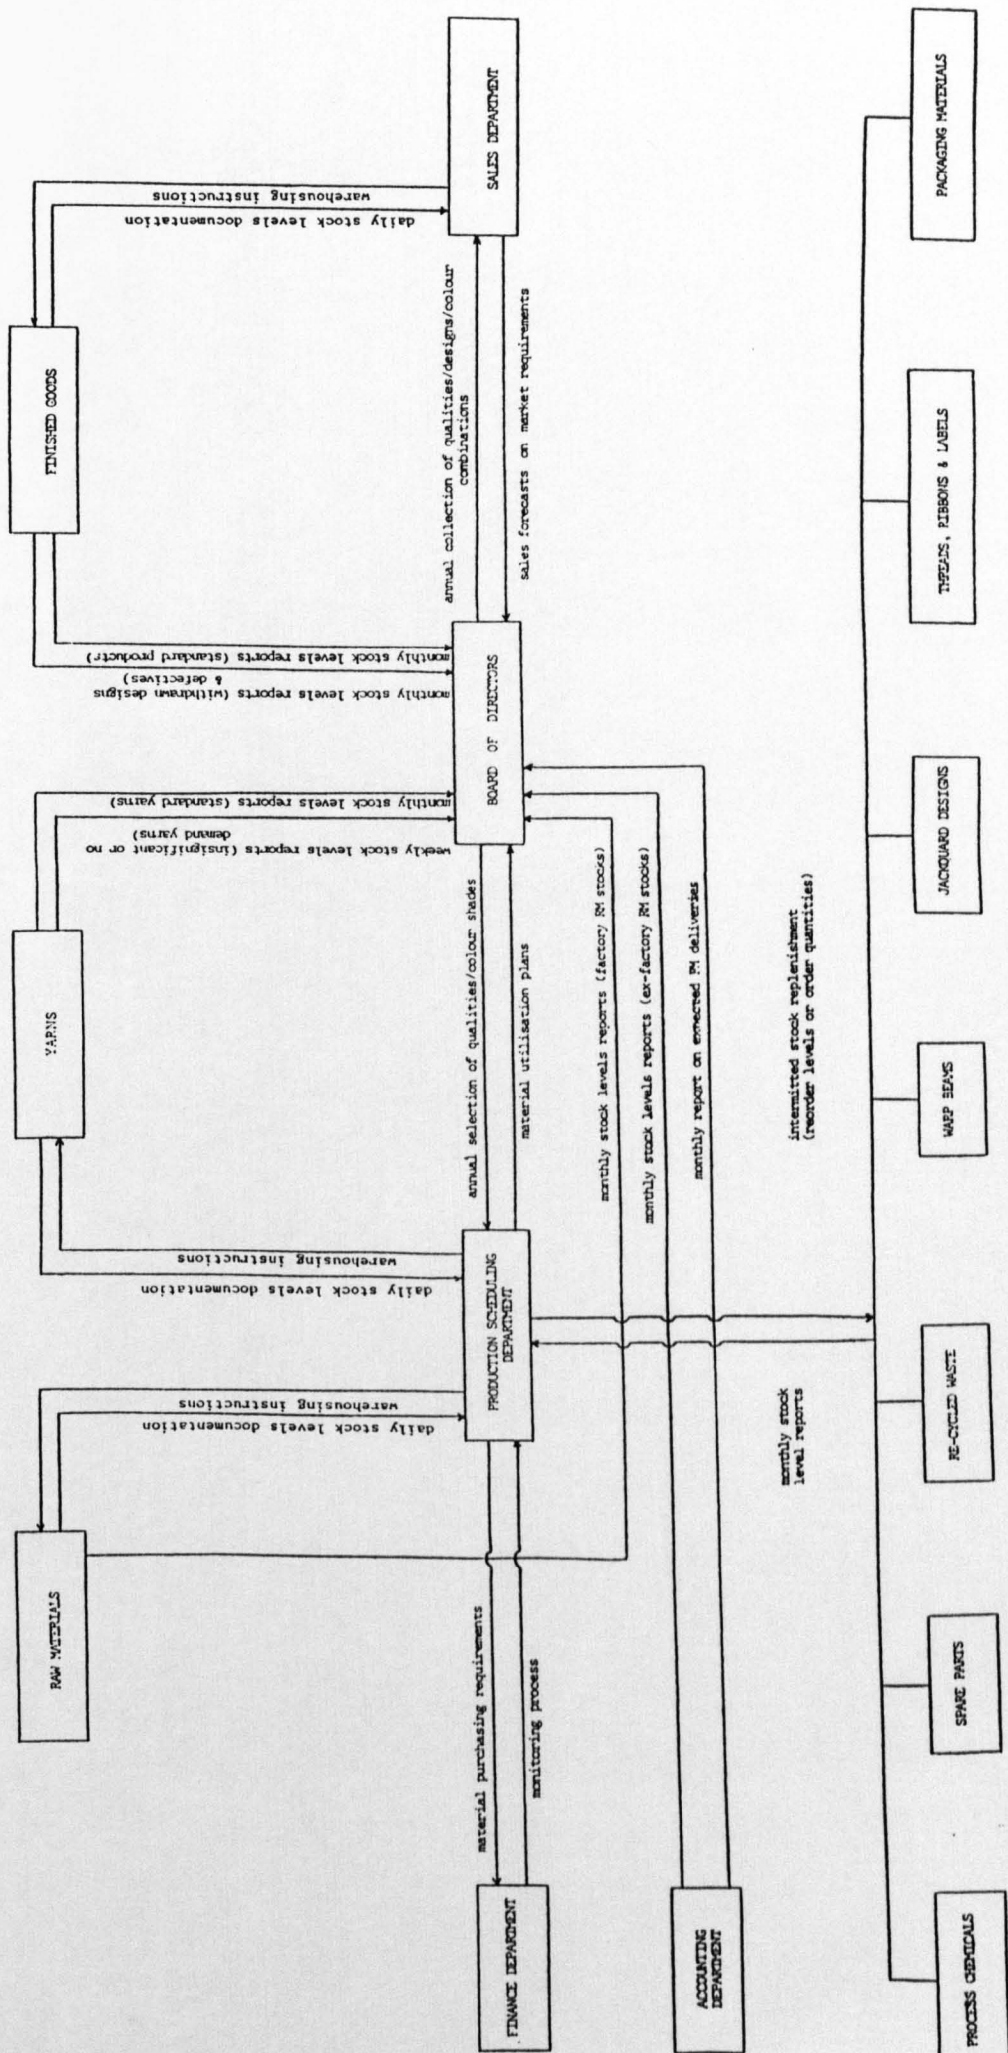 RAW MATERIALS
YARNS
FINISHED GOODS
daily stock levels documentation
warehousing instructions
daily stock levels documentation
warehousing instructions
weekly stock levels reports (insignificant or no
demand yarns)
monthly stock levels reports (standard yarns)
monthly stock levels reports (withdrawn designs
& defectives)
monthly stock levels reports (standard productr)
daily stock levels documentation
warehousing instructions
FINANCE DEPARTMENT
material purchasing requirements
monitoring process
PRODUCTION SCHEDULING
DEPARTMENT
annual selection of qualities/colour shades
material utilisation plans
BOARD OF DIRECTORS
annual collection of qualities/designs/colour
combinations
sales forecasts on market requirements
SALES DEPARTMENT
ACCOUNTING
DEPARTMENT
monthly stock levels reports (factory RM stocks)
monthly stock levels reports (ex-factory RM stocks)
monthly report on expected RM deliveries
monthly stock
level reports
intermitted stock replenishment
(reorder levels or order quantities)
PROCESS CHEMICALS
SPARE PARTS
RE-CYCLED WASTE
WARP BEAMS
JACKQUARD DESIGNS
THREADS, RIBBONS & LABELS
PACKAGING MATERIALS